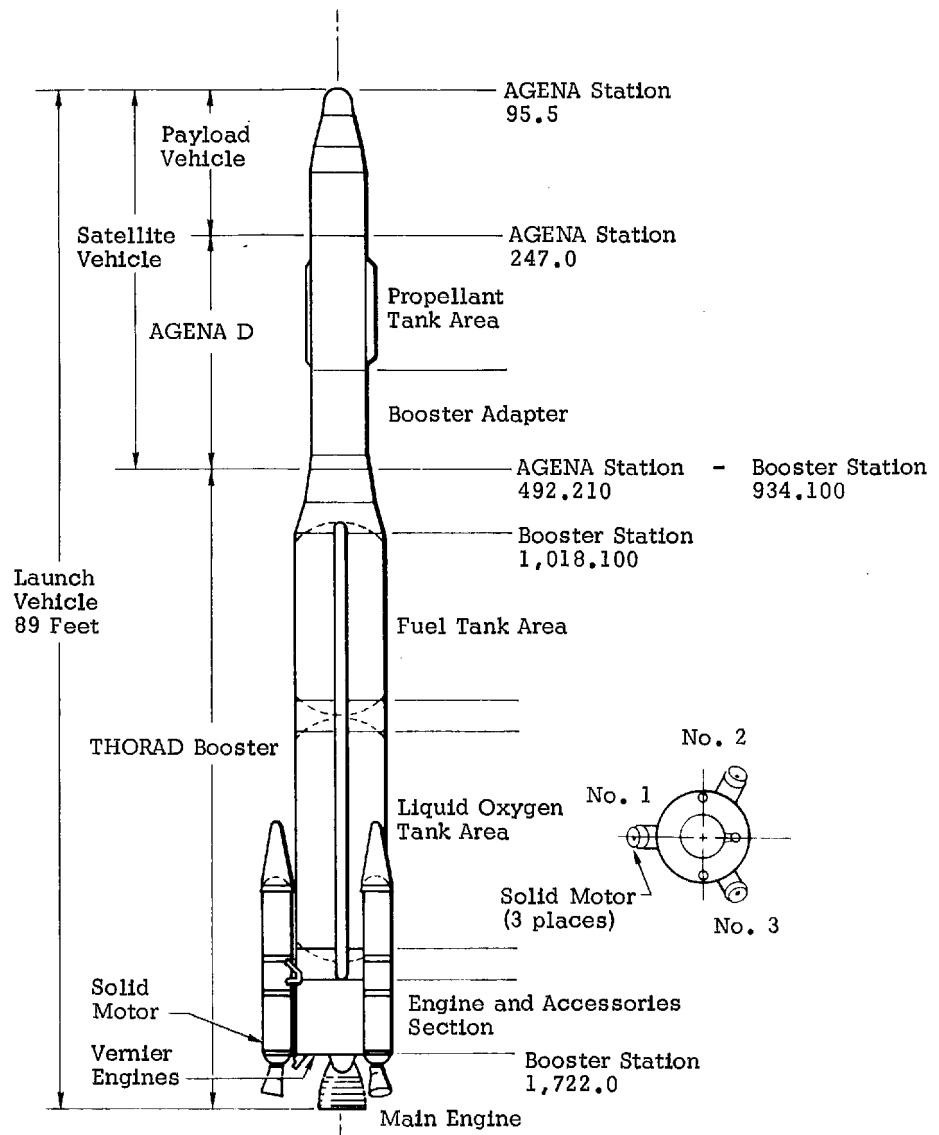 AGENA Station
95.5
Payload
Vehicle
Satellite
Vehicle
AGENA Station
247.0
Propellant
Tank Area
AGENA D
Booster Adapter
AGENA Station - Booster Station
492.210 934.100
Booster Station
1,018.100
Launch
Vehicle
89 Feet
Fuel Tank Area
THORAD Booster
No. 2
No. 1
Liquid Oxygen
Tank Area
Solid Motor
(3 places)
No. 3
Solid
Motor
Engine and Accessories
Section
Vernier
Engines
Booster Station
1,722.0
Main Engine